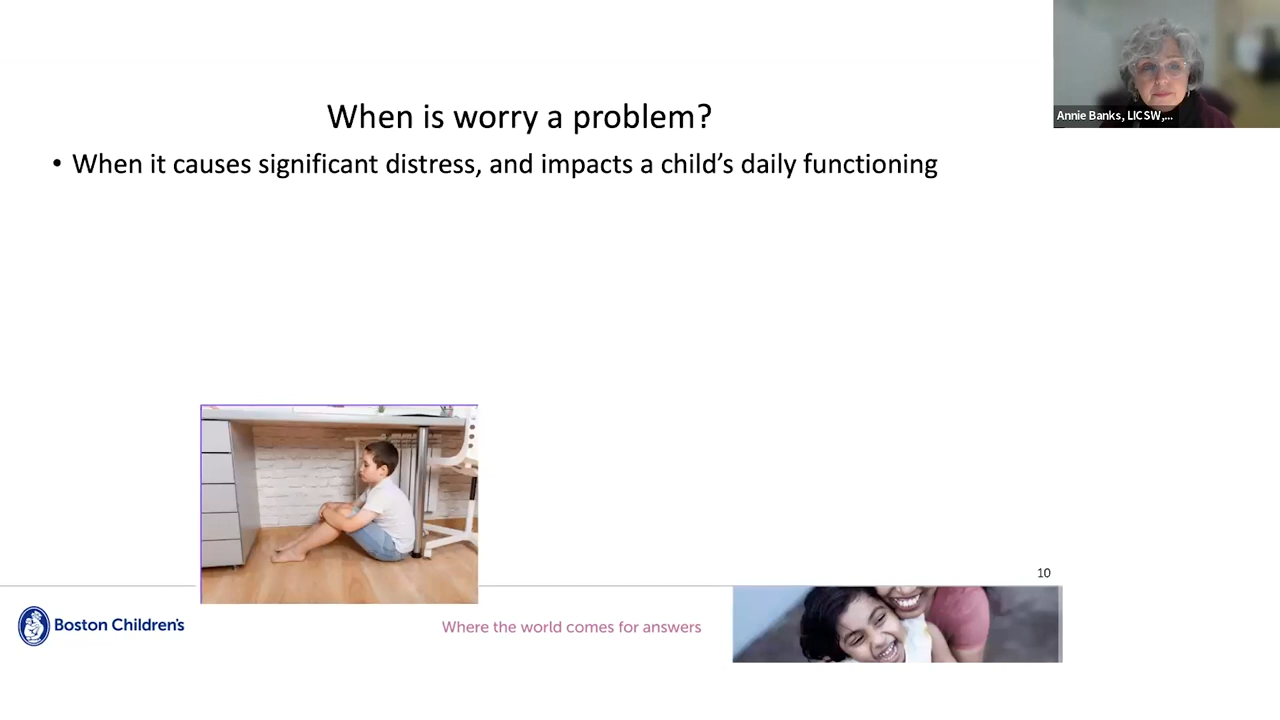 Annie Banks, LICSW,...
When is worry a problem?
• When it causes significant distress, and impacts a child's daily functioning
10
Boston Children's
Where the world comes for answers